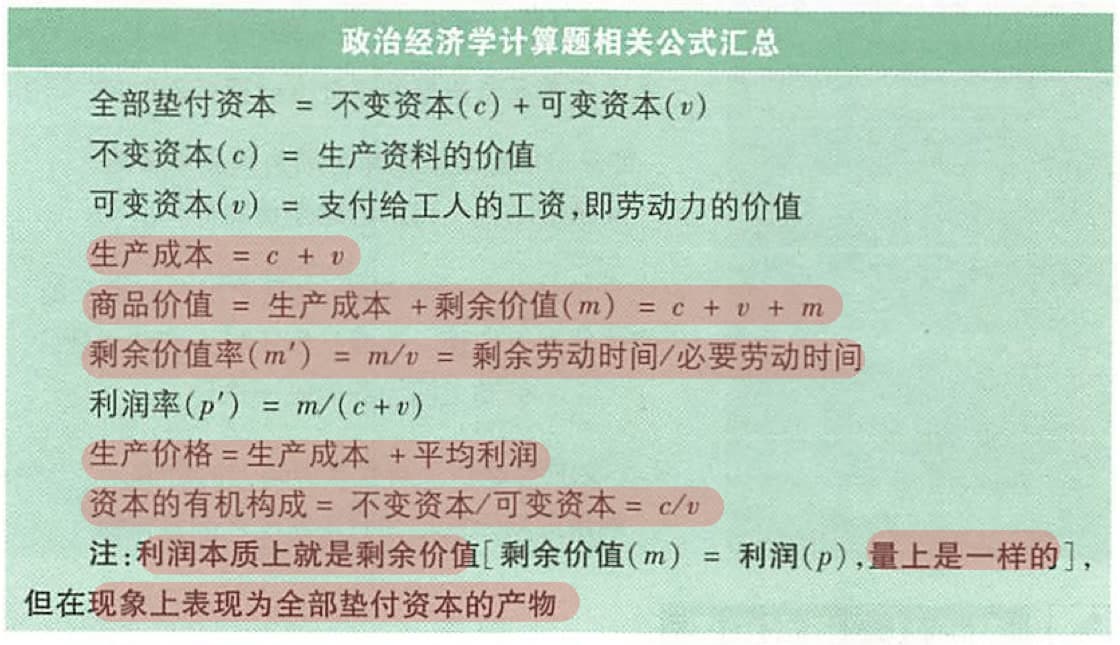 政治经济学计算题相关公式汇总
全部垫付资本 = 不变资本(c)+可变资本(v)
不变资本(c) = 生产资料的价值
可变资本(v) = 支付给工人的工资,即劳动力的价值
生产成本 = c + v
商品价值 = 生产成本 +剩余价值(m) = c + v + m
剩余价值率(m′) = m/v = 剩余劳动时间/必要劳动时间
利润率(p′) = m/(c+v)
生产价格=生产成本 +平均利润
资本的有机构成= 不变资本/可变资本= c/v
注:利润本质上就是剩余价值[剩余价值(m) = 利润(p),量上是一样的],
但在现象上表现为全部垫付资本的产物